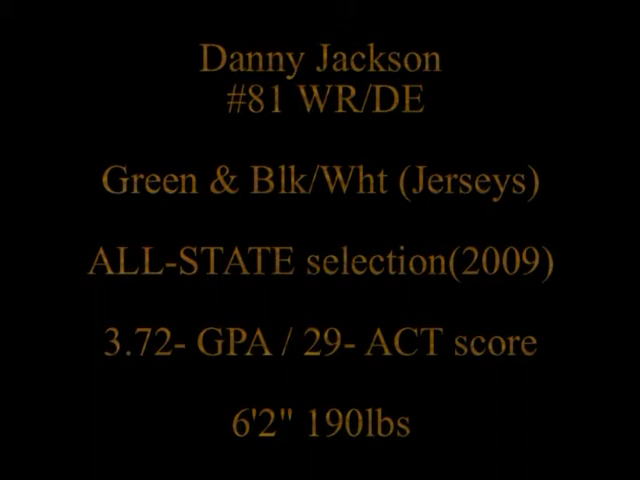 Danny Jackson
#81 WR/DE
Green & Blk/Wht (Jerseys)
ALL-STATE selection(2009)
3.72- GPA / 29- ACT score
6'2" 190lbs